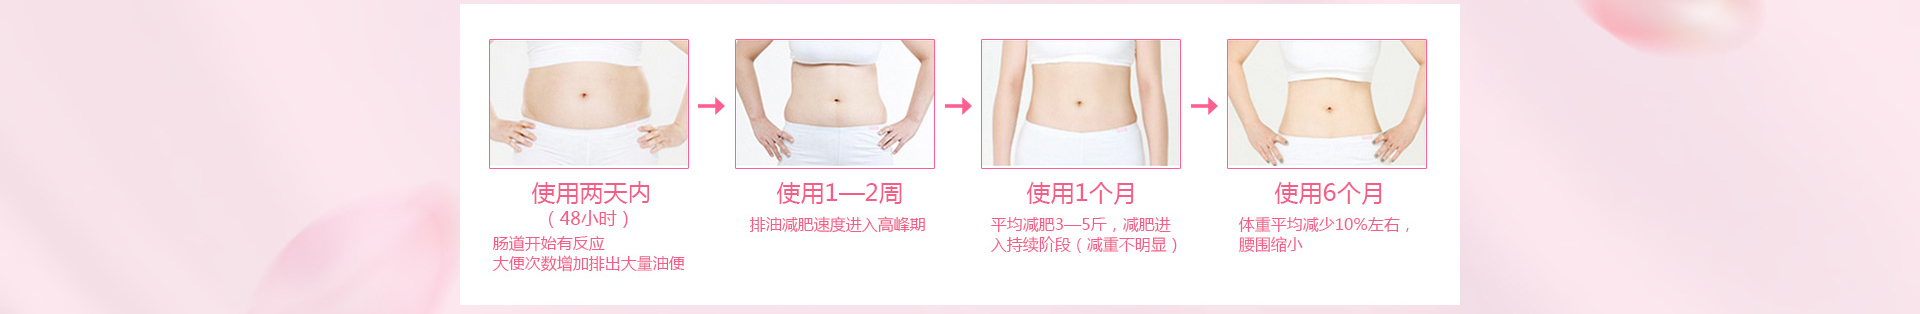 使用两天内
（48小时）
肠道开始有反应
大便次数增加排出大量油便
使用1—2周
排油减肥速度进入高峰期
使用1个月
平均减肥3—5斤，减肥进
入持续阶段（减重不明显）
使用6个月
体重平均减少10%左右，
腰围缩小